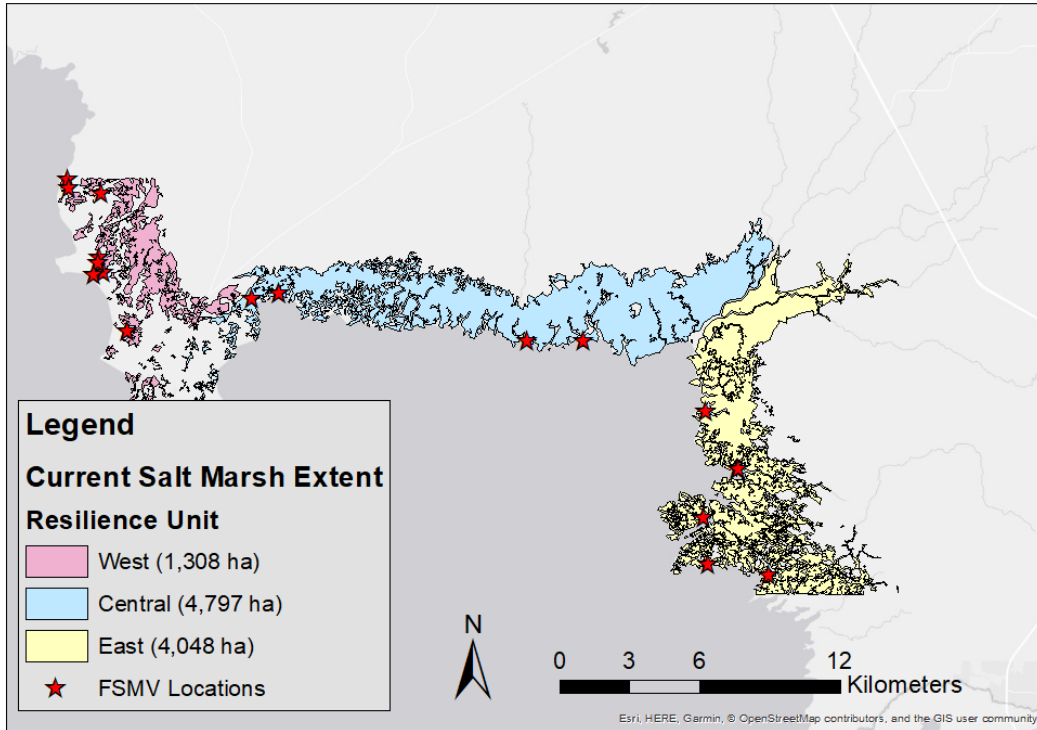 Legend
Current Salt Marsh Extent
Resilience Unit
West (1,308 ha)
Central (4,797 ha)
East (4,048 ha)
FSMV Locations
N
0 3 6 12
Kilometers
Esri, HERE, Garmin, © OpenStreetMap contributors, and the GIS user community